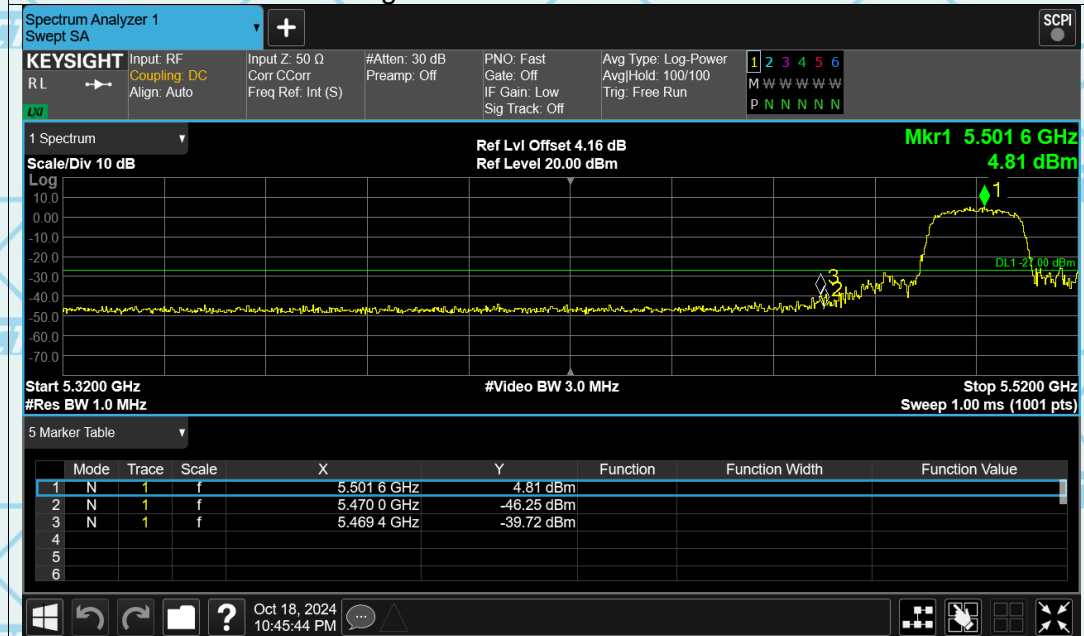 Spectrum Analyzer 1
Swept SA
+
SCPI
KEYSIGHT Input: RF Input Z: 50 Ω #Atten: 30 dB PNO: Fast Avg Type: Log-Power 1 2 3 4 5 6
RL Coupling: DC Corr CCorr Preamp: Off Gate: Off Avg|Hold: 100/100 M W W W W W
Align: Auto Freq Ref: Int (S) IF Gain: Low Trig: Free Run
LXI Sig Track: Off P N N N N N
1 Spectrum Ref Lvl Offset 4.16 dB Mkr1 5.501 6 GHz
Scale/Div 10 dB Ref Level 20.00 dBm 4.81 dBm
Log
1
10.0
0.00
-10.0
-20.0
DL1 -27.00 dBm
-30.0
3
2
-40.0
-50.0
-60.0
-70.0
Start 5.3200 GHz #Video BW 3.0 MHz Stop 5.5200 GHz
#Res BW 1.0 MHz Sweep 1.00 ms (1001 pts)
5 Marker Table
Mode Trace Scale X Y Function Function Width Function Value
1 N 1 f 5.501 6 GHz 4.81 dBm
2 N 1 f 5.470 0 GHz -46.25 dBm
3 N 1 f 5.469 4 GHz -39.72 dBm
4
5
6
? Oct 18, 2024
10:45:44 PM